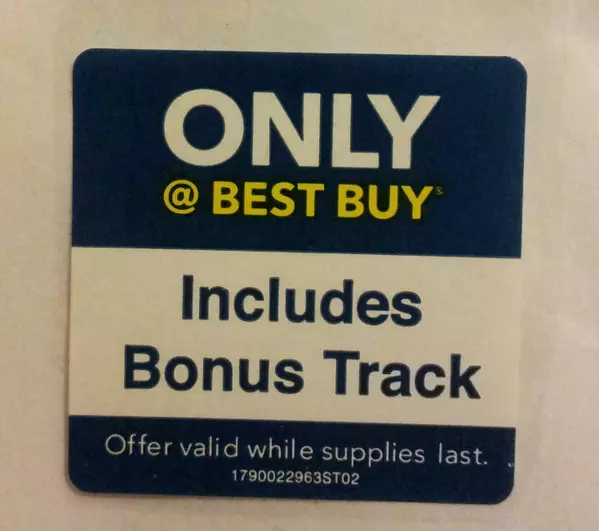 ONLY
@ BEST BUY®
Includes
Bonus Track
Offer valid while supplies last.
1790022963ST02